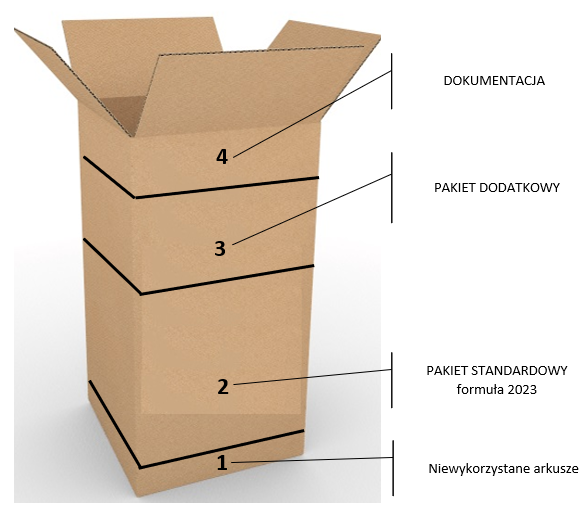 4
DOKUMENTACJA
3
PAKIET DODATKOWY
2
PAKIET STANDARDOWY
formuła 2023
1
Niewykorzystane arkusze